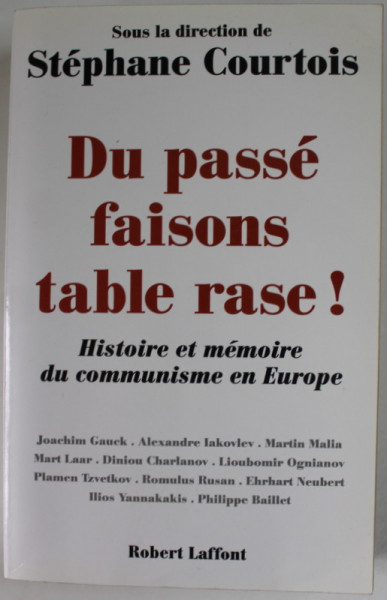 Sous la direction de
Stéphane Courtois
Du passé
faisons
table rase !
Histoire et mémoire
du communisme en Europe
Joachim Gauck . Alexandre Iakovlev . Martin Malia
Mart Laar . Diniou Charlanov . Lioubomir Ognianov
Plamen Tzvetkov . Romulus Rusan . Ehrhart Neubert
Ilios Yannakakis . Philippe Baillet
Robert Laffont